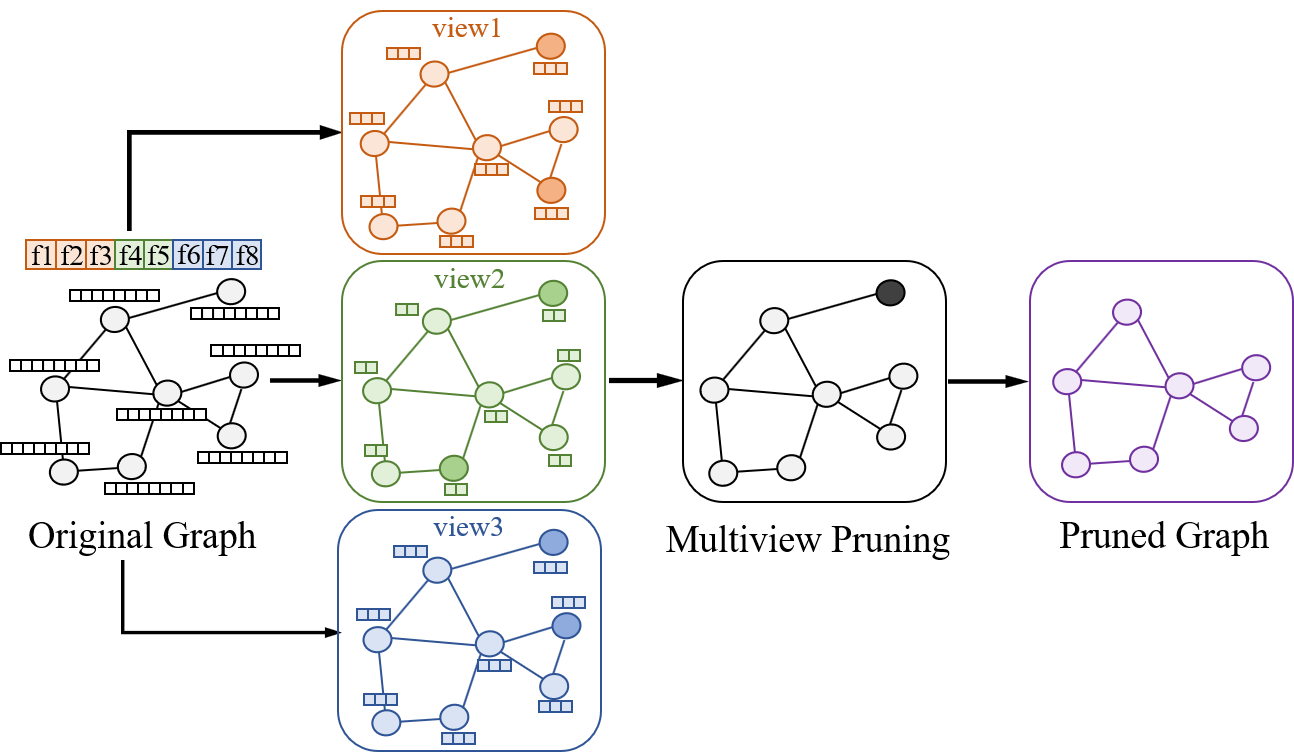 view1
f1 f2 f3 f4 f5 f6 f7 f8
view2
Original Graph
view3
Multiview Pruning
Pruned Graph